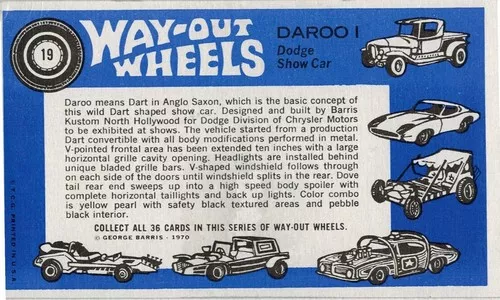 19
WAY-OUT
WHEELS
DAROO I
Dodge
Show Car
Daroo means Dart in Anglo Saxon, which is the basic concept of
this wild Dart shaped show car. Designed and built by Barris
Kustom North Hollywood for Dodge Division of Chrysler Motors
to be exhibited at shows. The vehicle started from a production
Dart convertible with all body modifications performed in metal.
V-pointed frontal area has been extended ten inches with a large
horizontal grille cavity opening. Headlights are installed behind
unique bladed grille bars. V-shaped windshield follows through
on each side of the doors until windshield splits in the rear. Dove
tail rear end sweeps up into a high speed body spoiler with
complete horizontal taillights and back up lights. Color combo
is yellow pearl with safety black textured areas and pebble
black interior.
COLLECT ALL 36 CARDS IN THIS SERIES OF WAY-OUT WHEELS.
© GEORGE BARRIS - 1970
PRINTED IN U.S.A.